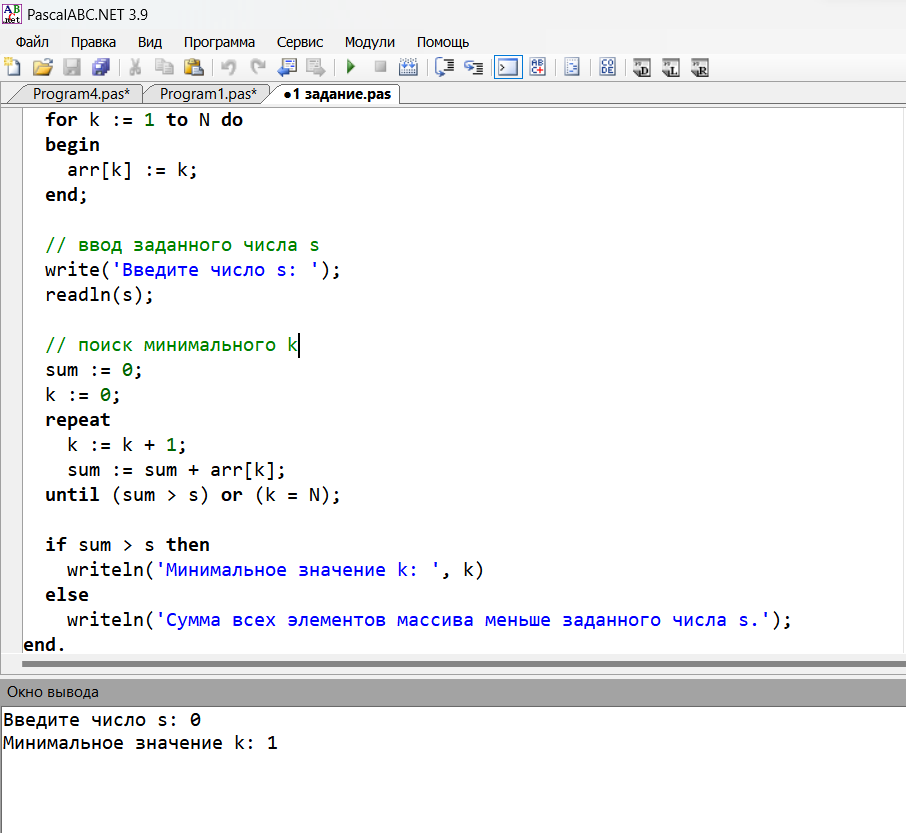 PascalABC.NET 3.9
Файл Правка Вид Программа Сервис Модули Помощь
Program4.pas* Program1.pas* •1 задание.pas
for k := 1 to N do
begin
arr[k] := k;
end;
// ввод заданного числа s
write('Введите число s: ');
readln(s);
// поиск минимального k
sum := 0;
k := 0;
repeat
k := k + 1;
sum := sum + arr[k];
until (sum > s) or (k = N);
if sum > s then
writeln('Минимальное значение k: ', k)
else
writeln('Сумма всех элементов массива меньше заданного числа s.');
end.
Окно вывода
Введите число s: 0
Минимальное значение k: 1